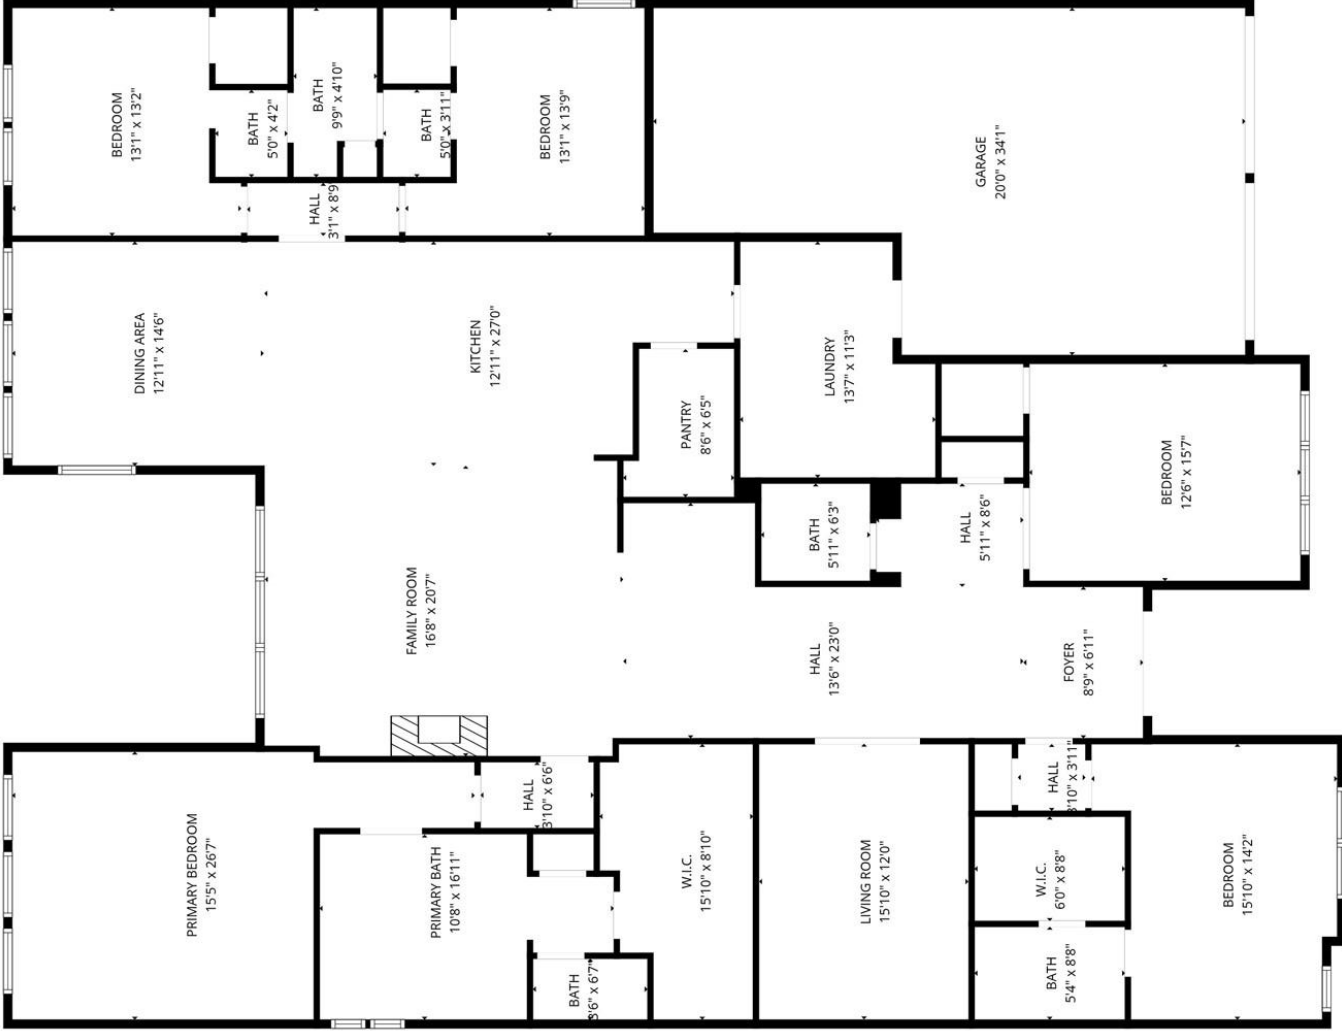 BEDROOM
13'1" x 13'2"
BATH
5'0" x 4'2"
BATH
9'9" x 4'10"
BATH
5'0" x 3'11"
BEDROOM
13'1" x 13'9"
GARAGE
20'0" x 34'1"
HALL
3'1" x 8'9"
DINING AREA
12'11" x 14'6"
KITCHEN
12'11" x 27'0"
PANTRY
8'6" x 6'5"
LAUNDRY
13'7" x 11'3"
BEDROOM
12'6" x 15'7"
BATH
5'11" x 6'3"
HALL
5'11" x 8'6"
FAMILY ROOM
16'8" x 20'7"
HALL
13'6" x 23'0"
FOYER
8'9" x 6'11"
PRIMARY BEDROOM
15'5" x 26'7"
HALL
3'10" x 6'6"
PRIMARY BATH
10'8" x 16'11"
BATH
3'6" x 6'7"
W.I.C.
15'10" x 8'10"
LIVING ROOM
15'10" x 12'0"
HALL
3'10" x 3'11"
W.I.C.
6'0" x 8'8"
BATH
5'4" x 8'8"
BEDROOM
15'10" x 14'2"